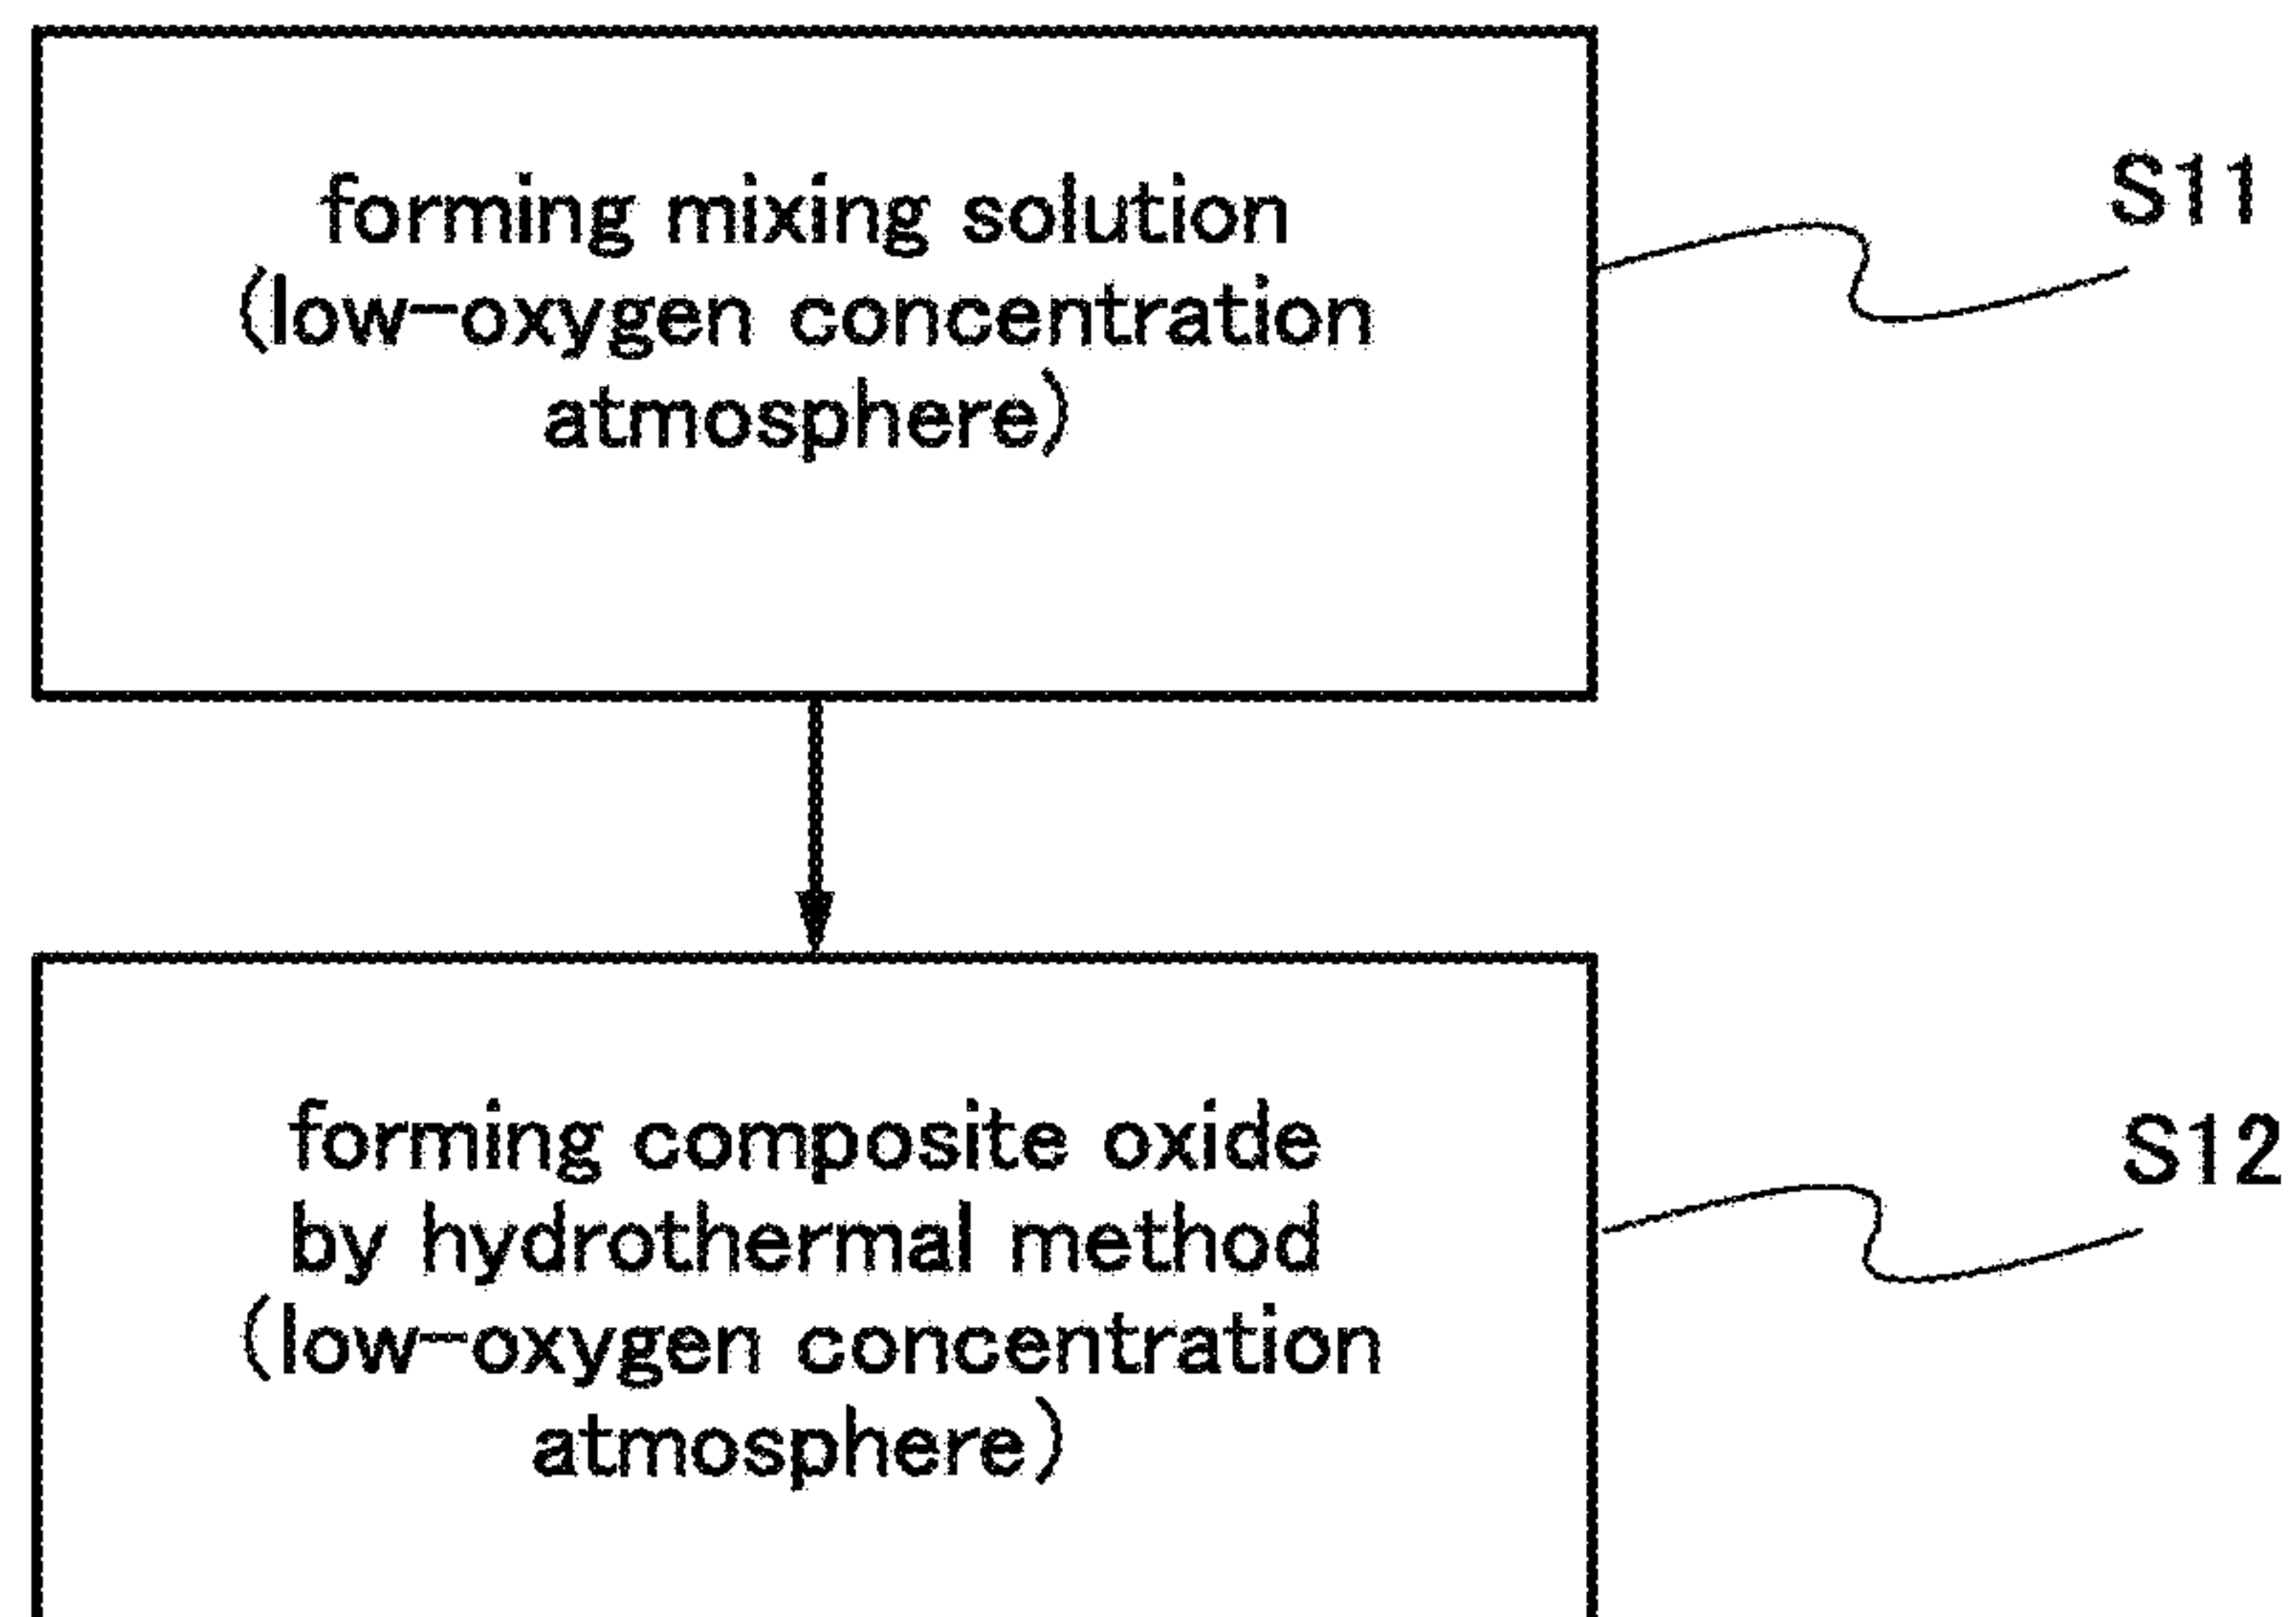 forming mixing solution
(low-oxygen concentration
atmosphere)
S11
forming composite oxide
by hydrothermal method
(low-oxygen concentration
atmosphere)
S12